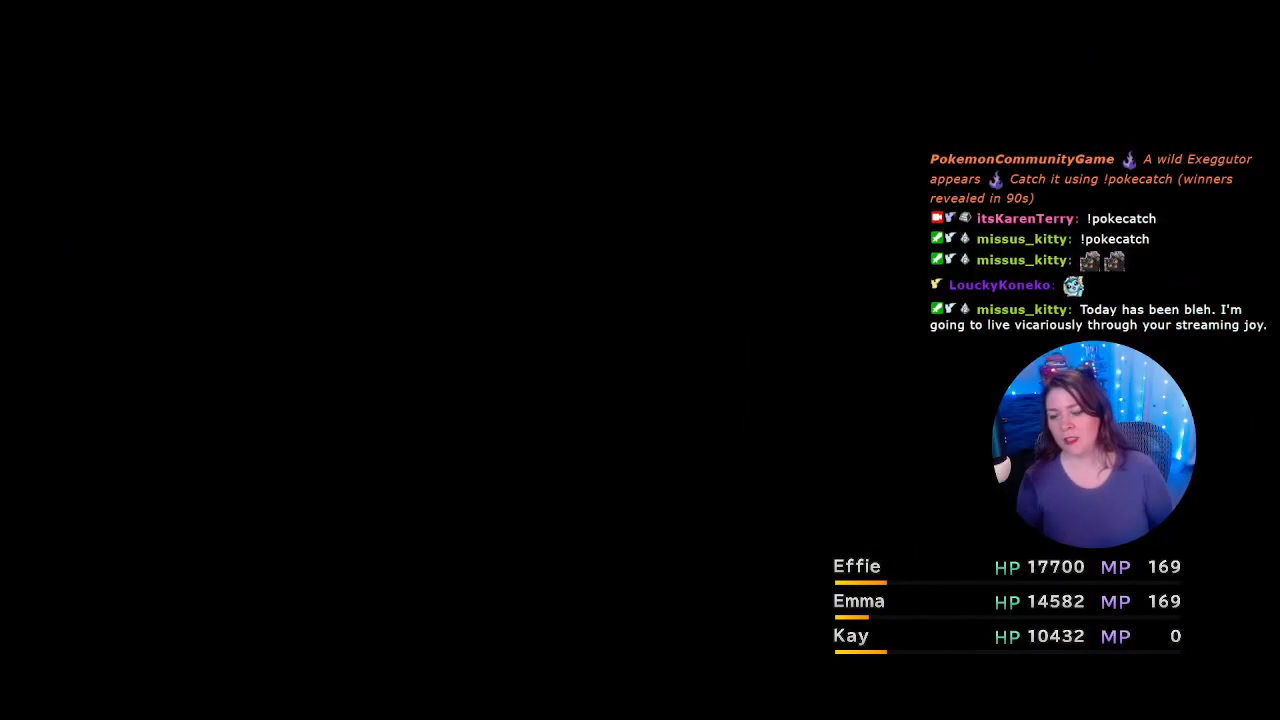 PokemonCommunityGame A wild Exeggutor
appears Catch it using !pokecatch (winners
revealed in 90s)
itsKarenTerry: !pokecatch
missus_kitty: !pokecatch
missus_kitty:
LouckyKoneko:
missus_kitty: Today has been bleh. I'm
going to live vicariously through your streaming joy.
Effie HP 17700 MP 169
Emma HP 14582 MP 169
Kay HP 10432 MP 0